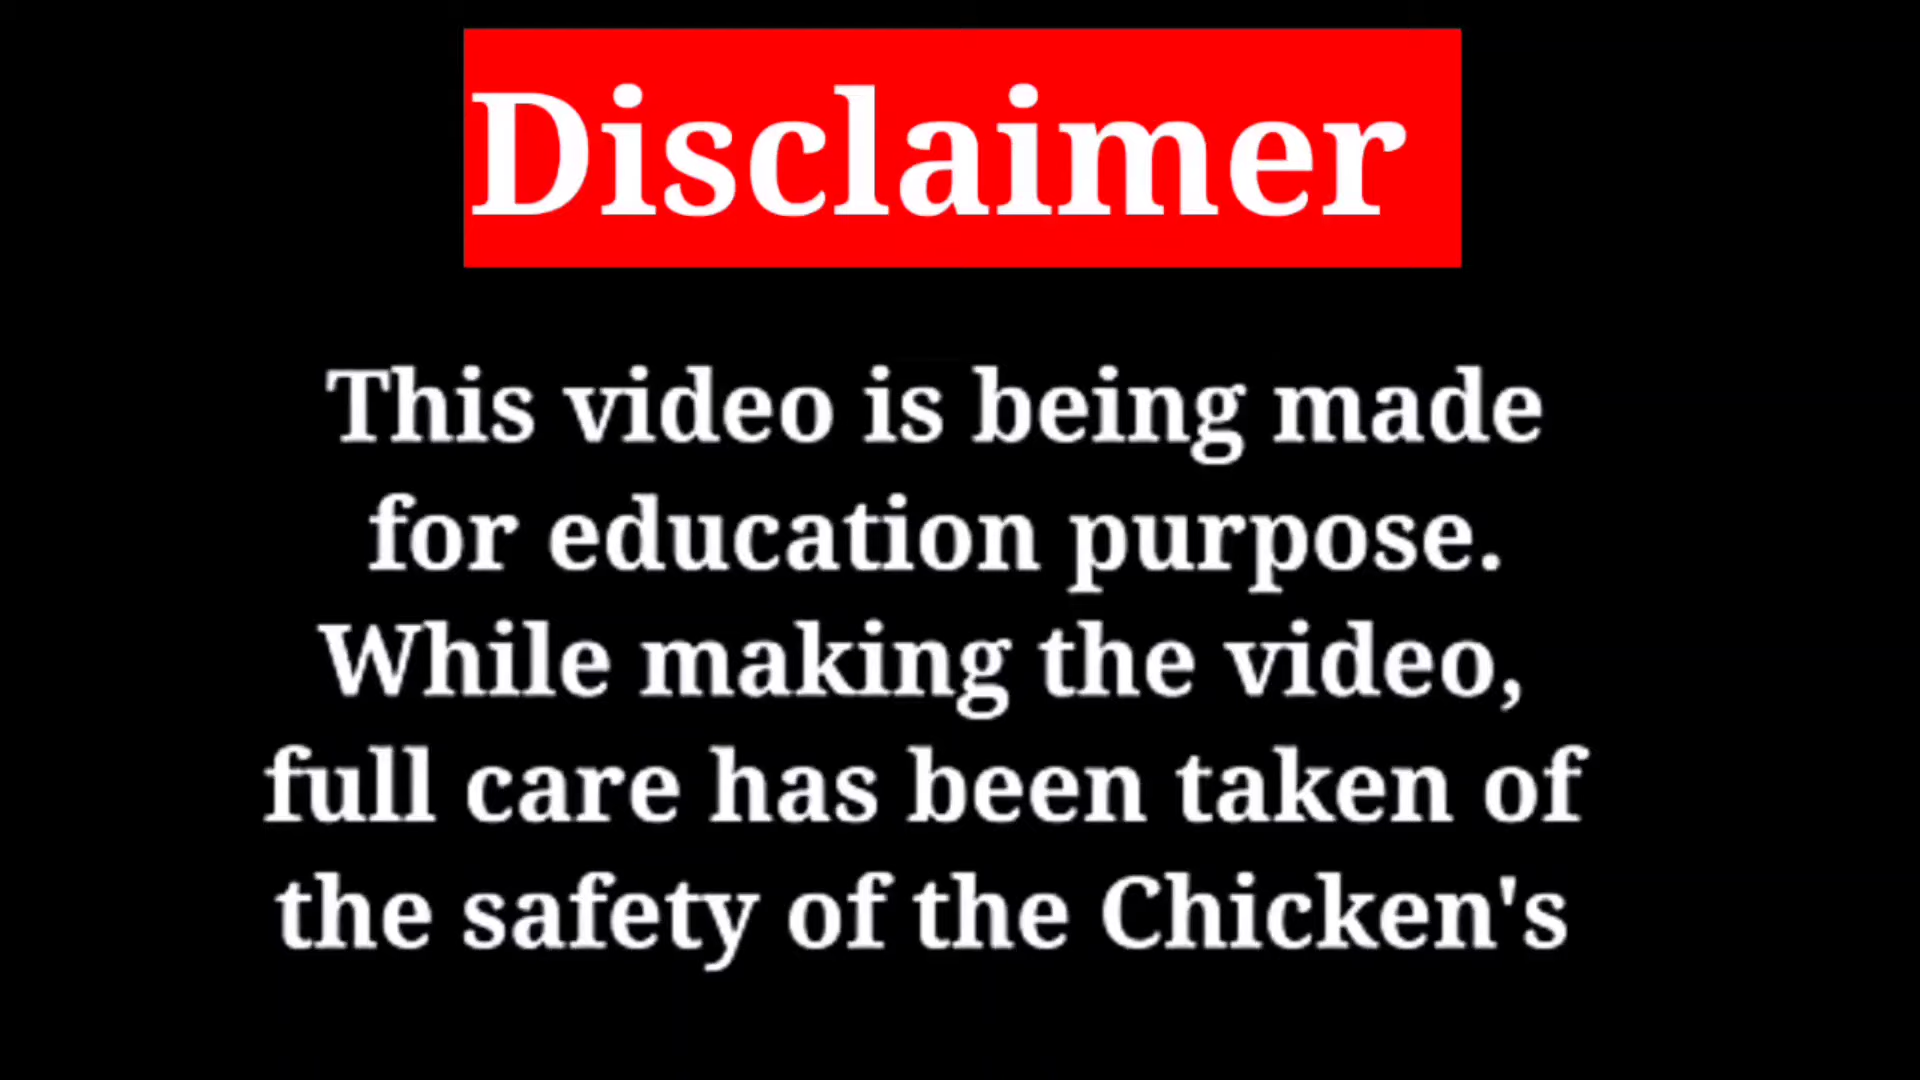 Disclaimer
This video is being made
for education purpose.
While making the video,
full care has been taken of
the safety of the Chicken's